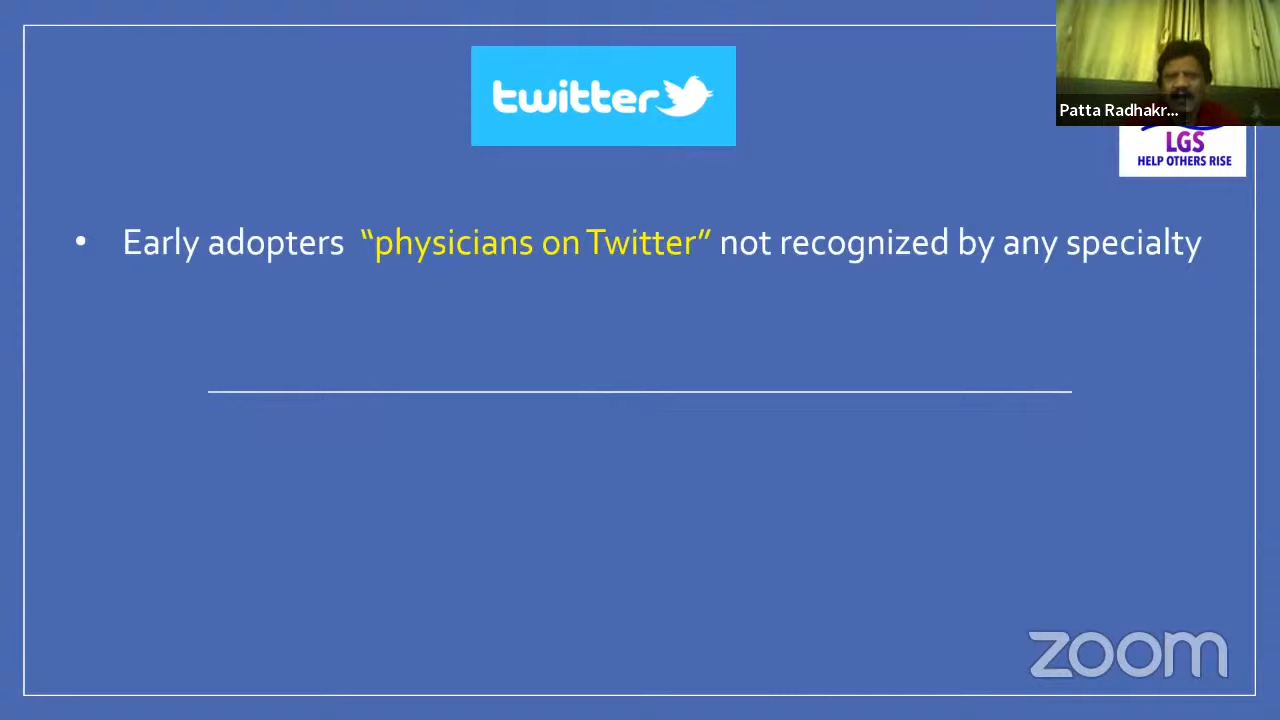 twitter
Patta Radhakr...
LGS
HELP OTHERS RISE
• Early adopters “physicians on Twitter” not recognized by any specialty
zoom